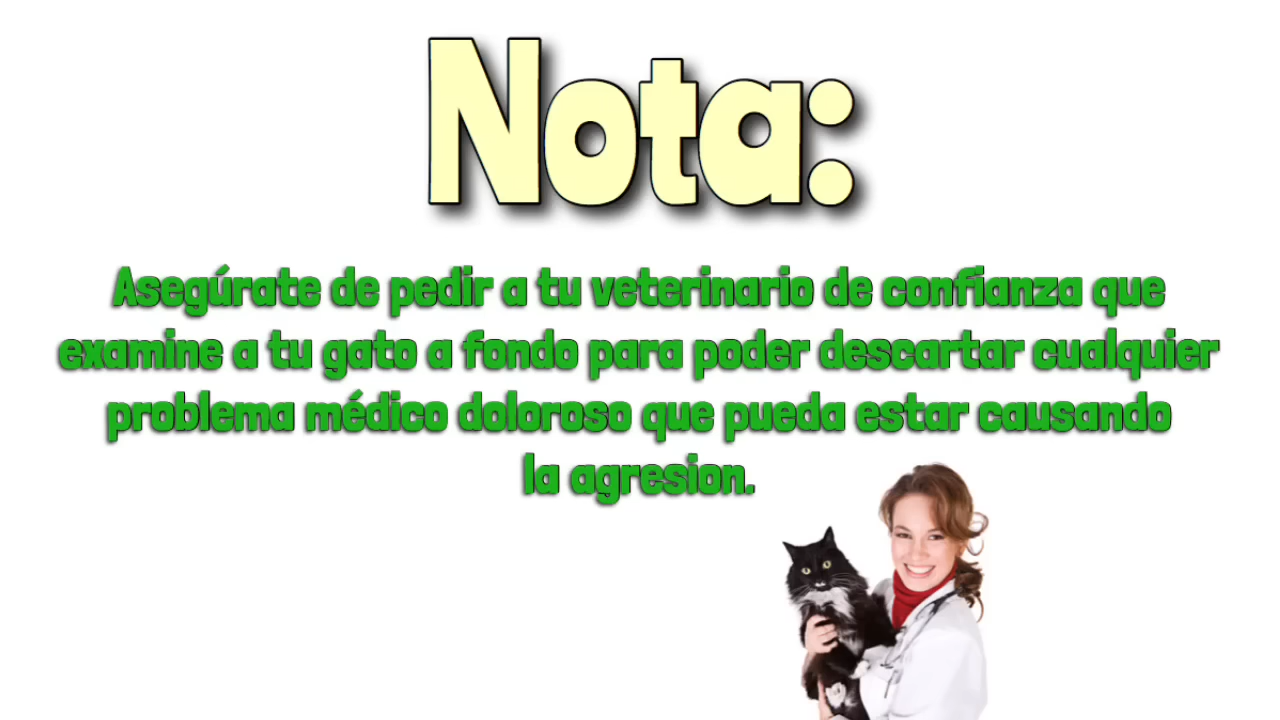 Nota:
Asegúrate de pedir a tu veterinario de confianza que
examine a tu gato a fondo para poder descartar cualquier
problema médico doloroso que pueda estar causando
la agresion.